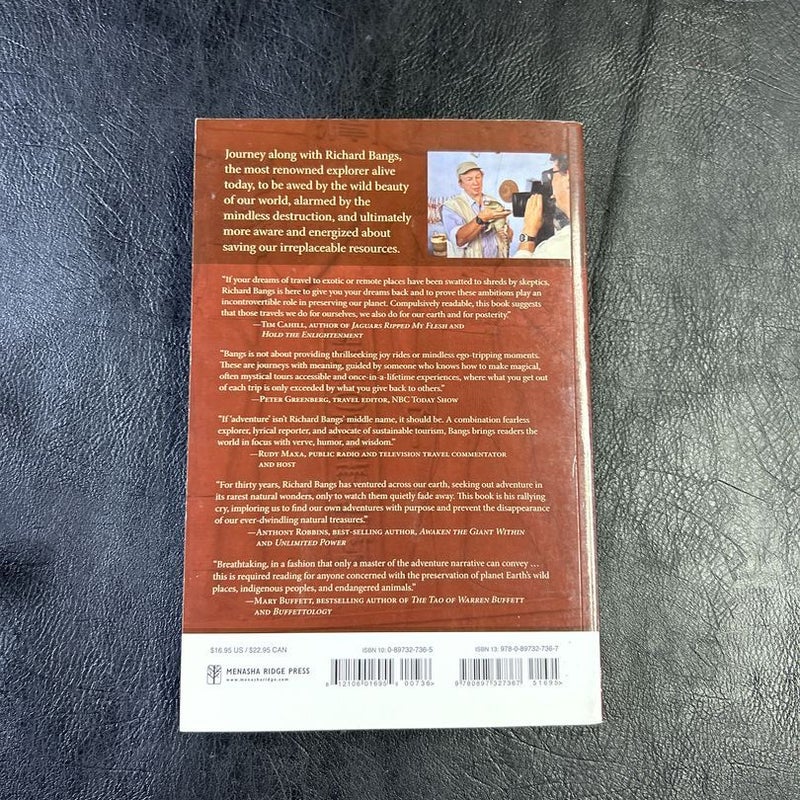 Journey along with Richard Bangs,
the most renowned explorer alive
today, to be awed by the wild beauty
of our world, alarmed by the
mindless destruction, and ultimately
more aware and energized about
saving our irreplaceable resources.
"If your dreams of travel to exotic or remote places have been swatted to shreds by skeptics,
Richard Bangs is here to give you your dreams back and to prove these ambitions play an
incontrovertible role in preserving our planet. Compulsively readable, this book suggests
that those travels we do for ourselves, we also do for our earth and for posterity."
—Tim Cahill, author of Jaguars Ripped My Flesh and
Hold the Enlightenment
"Bangs is not about providing thrillseeking joy rides or mindless ego-tripping moments.
These are journeys with meaning, guided by someone who knows how to make magical,
often mystical tours accessible and once-in-a-lifetime experiences, where what you get out
of each trip is only exceeded by what you give back to others."
—Peter Greenberg, travel editor, NBC Today Show
"If 'adventure' isn't Richard Bangs' middle name, it should be. A combination fearless
explorer, lyrical reporter, and advocate of sustainable tourism, Bangs brings readers the
world in focus with verve, humor, and wisdom."
—Rudy Maxa, public radio and television travel commentator
and host
"For thirty years, Richard Bangs has ventured across our earth, seeking out adventure in
its rarest natural wonders, only to watch them quietly fade away. This book is his rallying
cry, imploring us to find our own adventures with purpose and prevent the disappearance
of our ever-dwindling natural treasures."
—Anthony Robbins, best-selling author, Awaken the Giant Within
and Unlimited Power
"Breathtaking, in a fashion that only a master of the adventure narrative can convey ...
this is required reading for anyone concerned with the preservation of planet Earth's wild
places, indigenous peoples, and endangered animals."
—Mary Buffett, bestselling author of The Tao of Warren Buffett
and Buffettology
$16.95 US / $22.95 CAN
ISBN 10: 0-89732-736-5
ISBN 13: 978-0-89732-736-7
Menasha Ridge Press
www.menasharidge.com
8 12106 01695 8 00736>
9 780897 327367 51695>